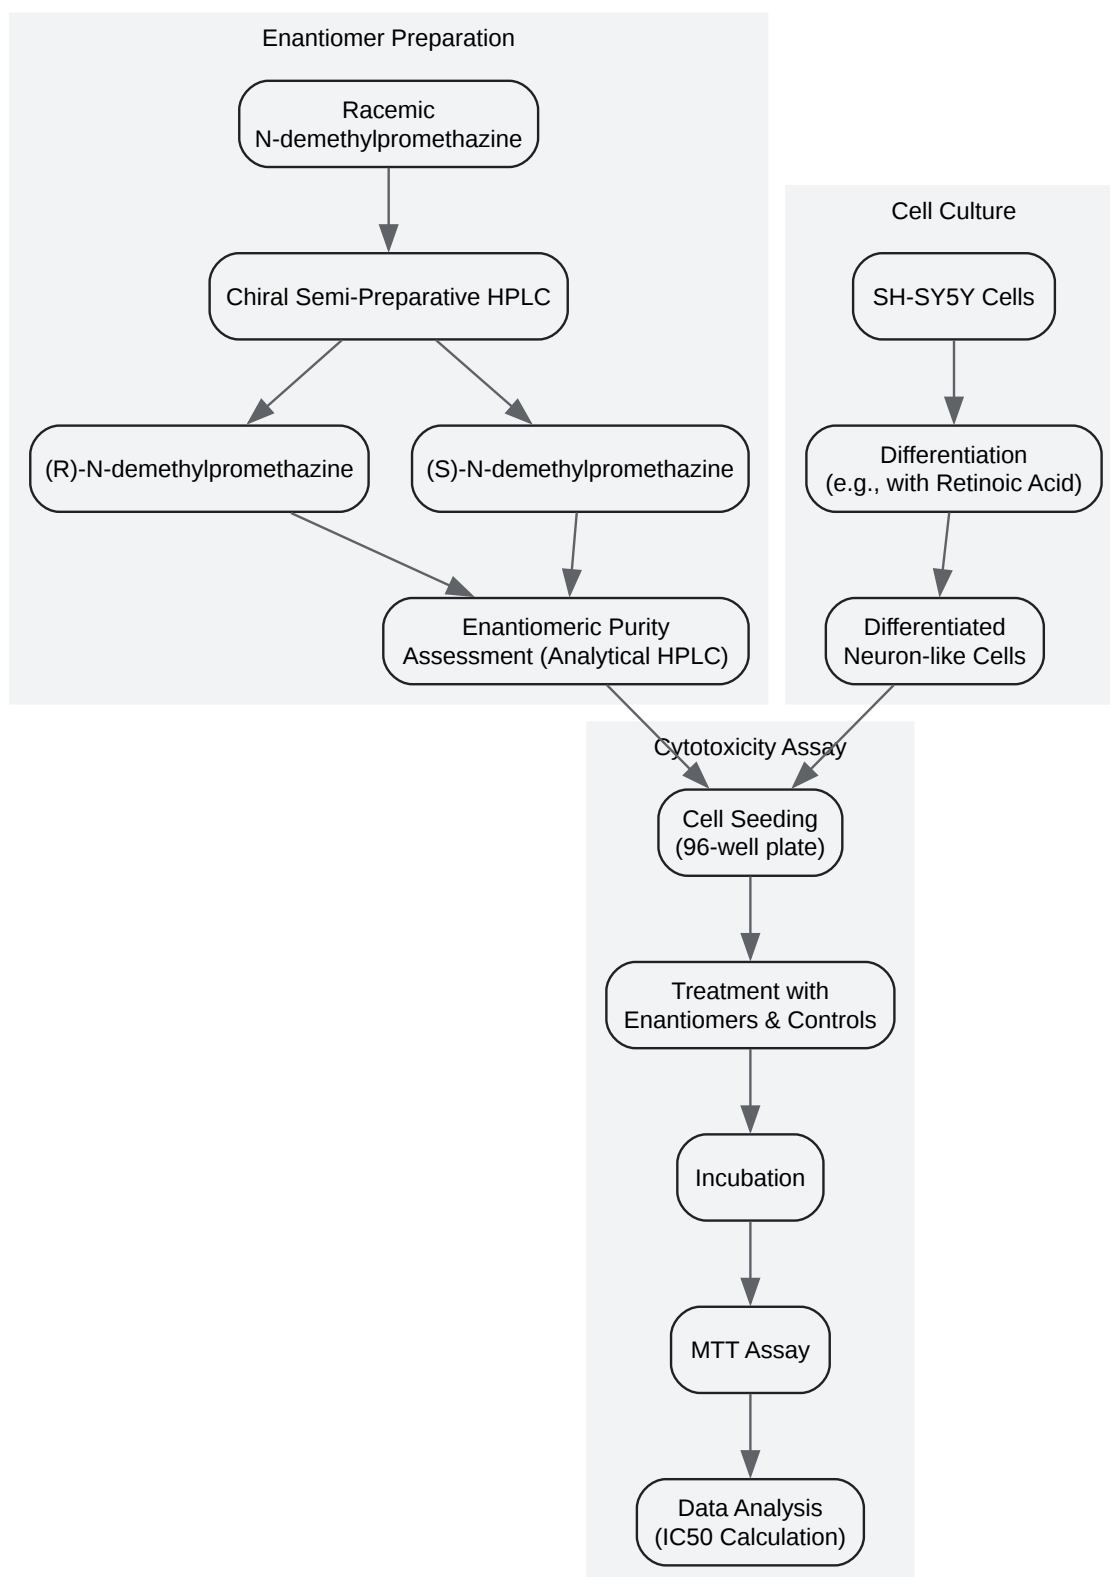 Enantiomer Preparation
Racemic
N-demethylpromethazine
Chiral Semi-Preparative HPLC
(R)-N-demethylpromethazine
(S)-N-demethylpromethazine
Enantiomeric Purity
Assessment (Analytical HPLC)
Cell Culture
SH-SY5Y Cells
Differentiation
(e.g., with Retinoic Acid)
Differentiated
Neuron-like Cells
Cytotoxicity Assay
Cell Seeding
(96-well plate)
Treatment with
Enantiomers & Controls
Incubation
MTT Assay
Data Analysis
(IC50 Calculation)